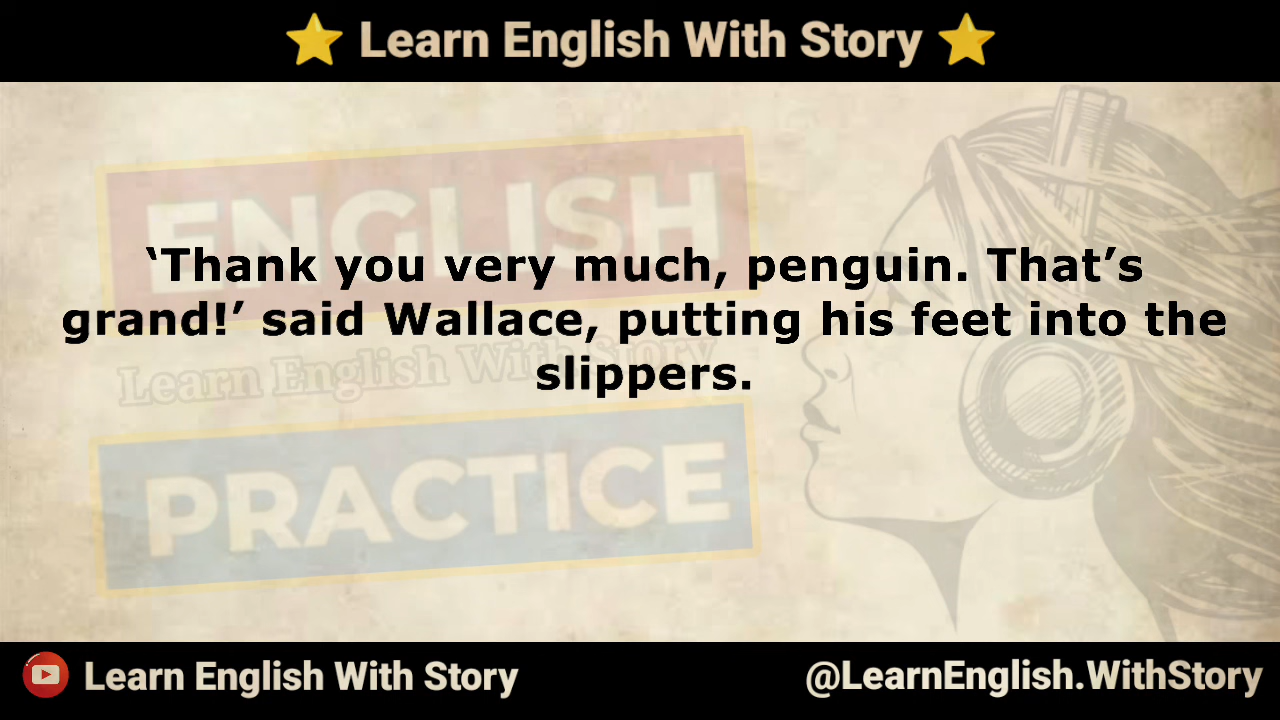 ⭐ Learn English With Story ⭐
ENGLISH
‘Thank you very much, penguin. That’s
grand!’ said Wallace, putting his feet into the
slippers.
Learn English With Story
PRACTICE
Learn English With Story
@LearnEnglish.WithStory